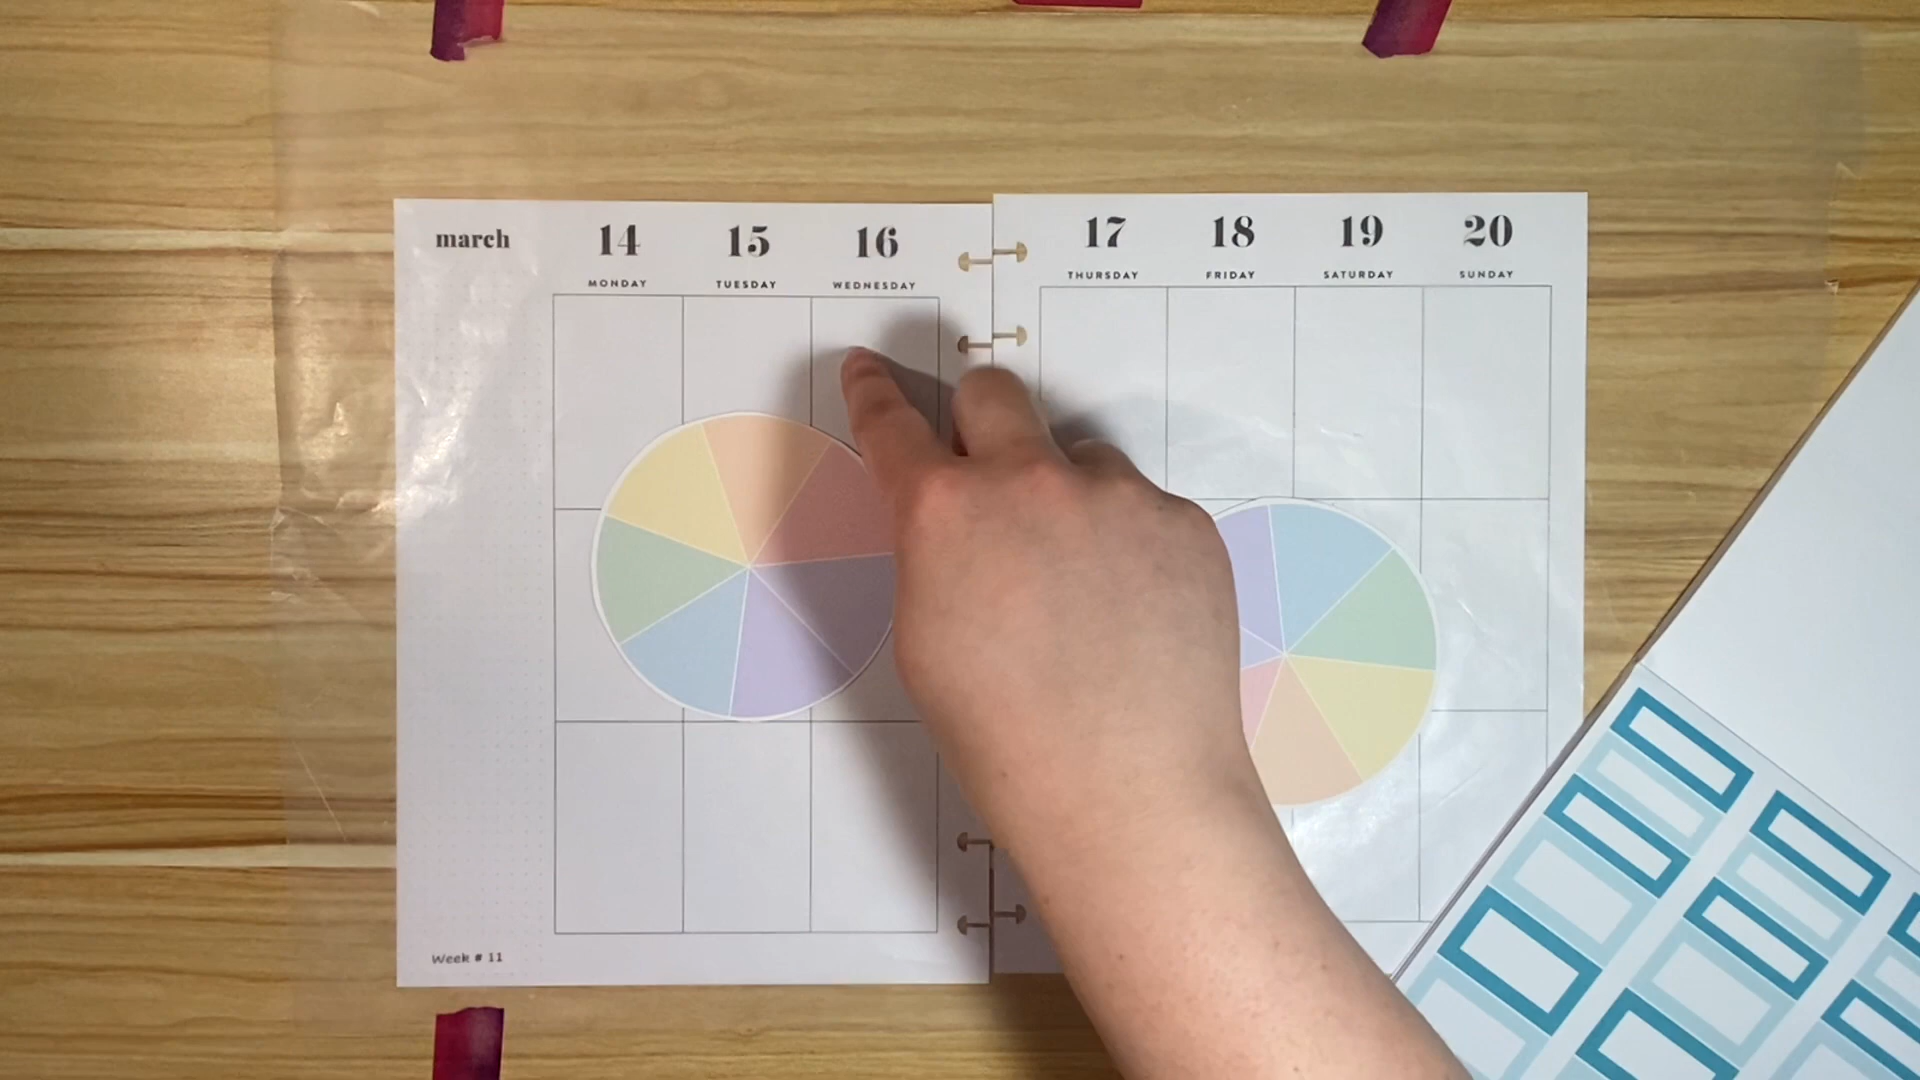 march
14 15 16
MONDAY TUESDAY WEDNESDAY
17 18 19 20
THURSDAY FRIDAY SATURDAY SUNDAY
Week # 11